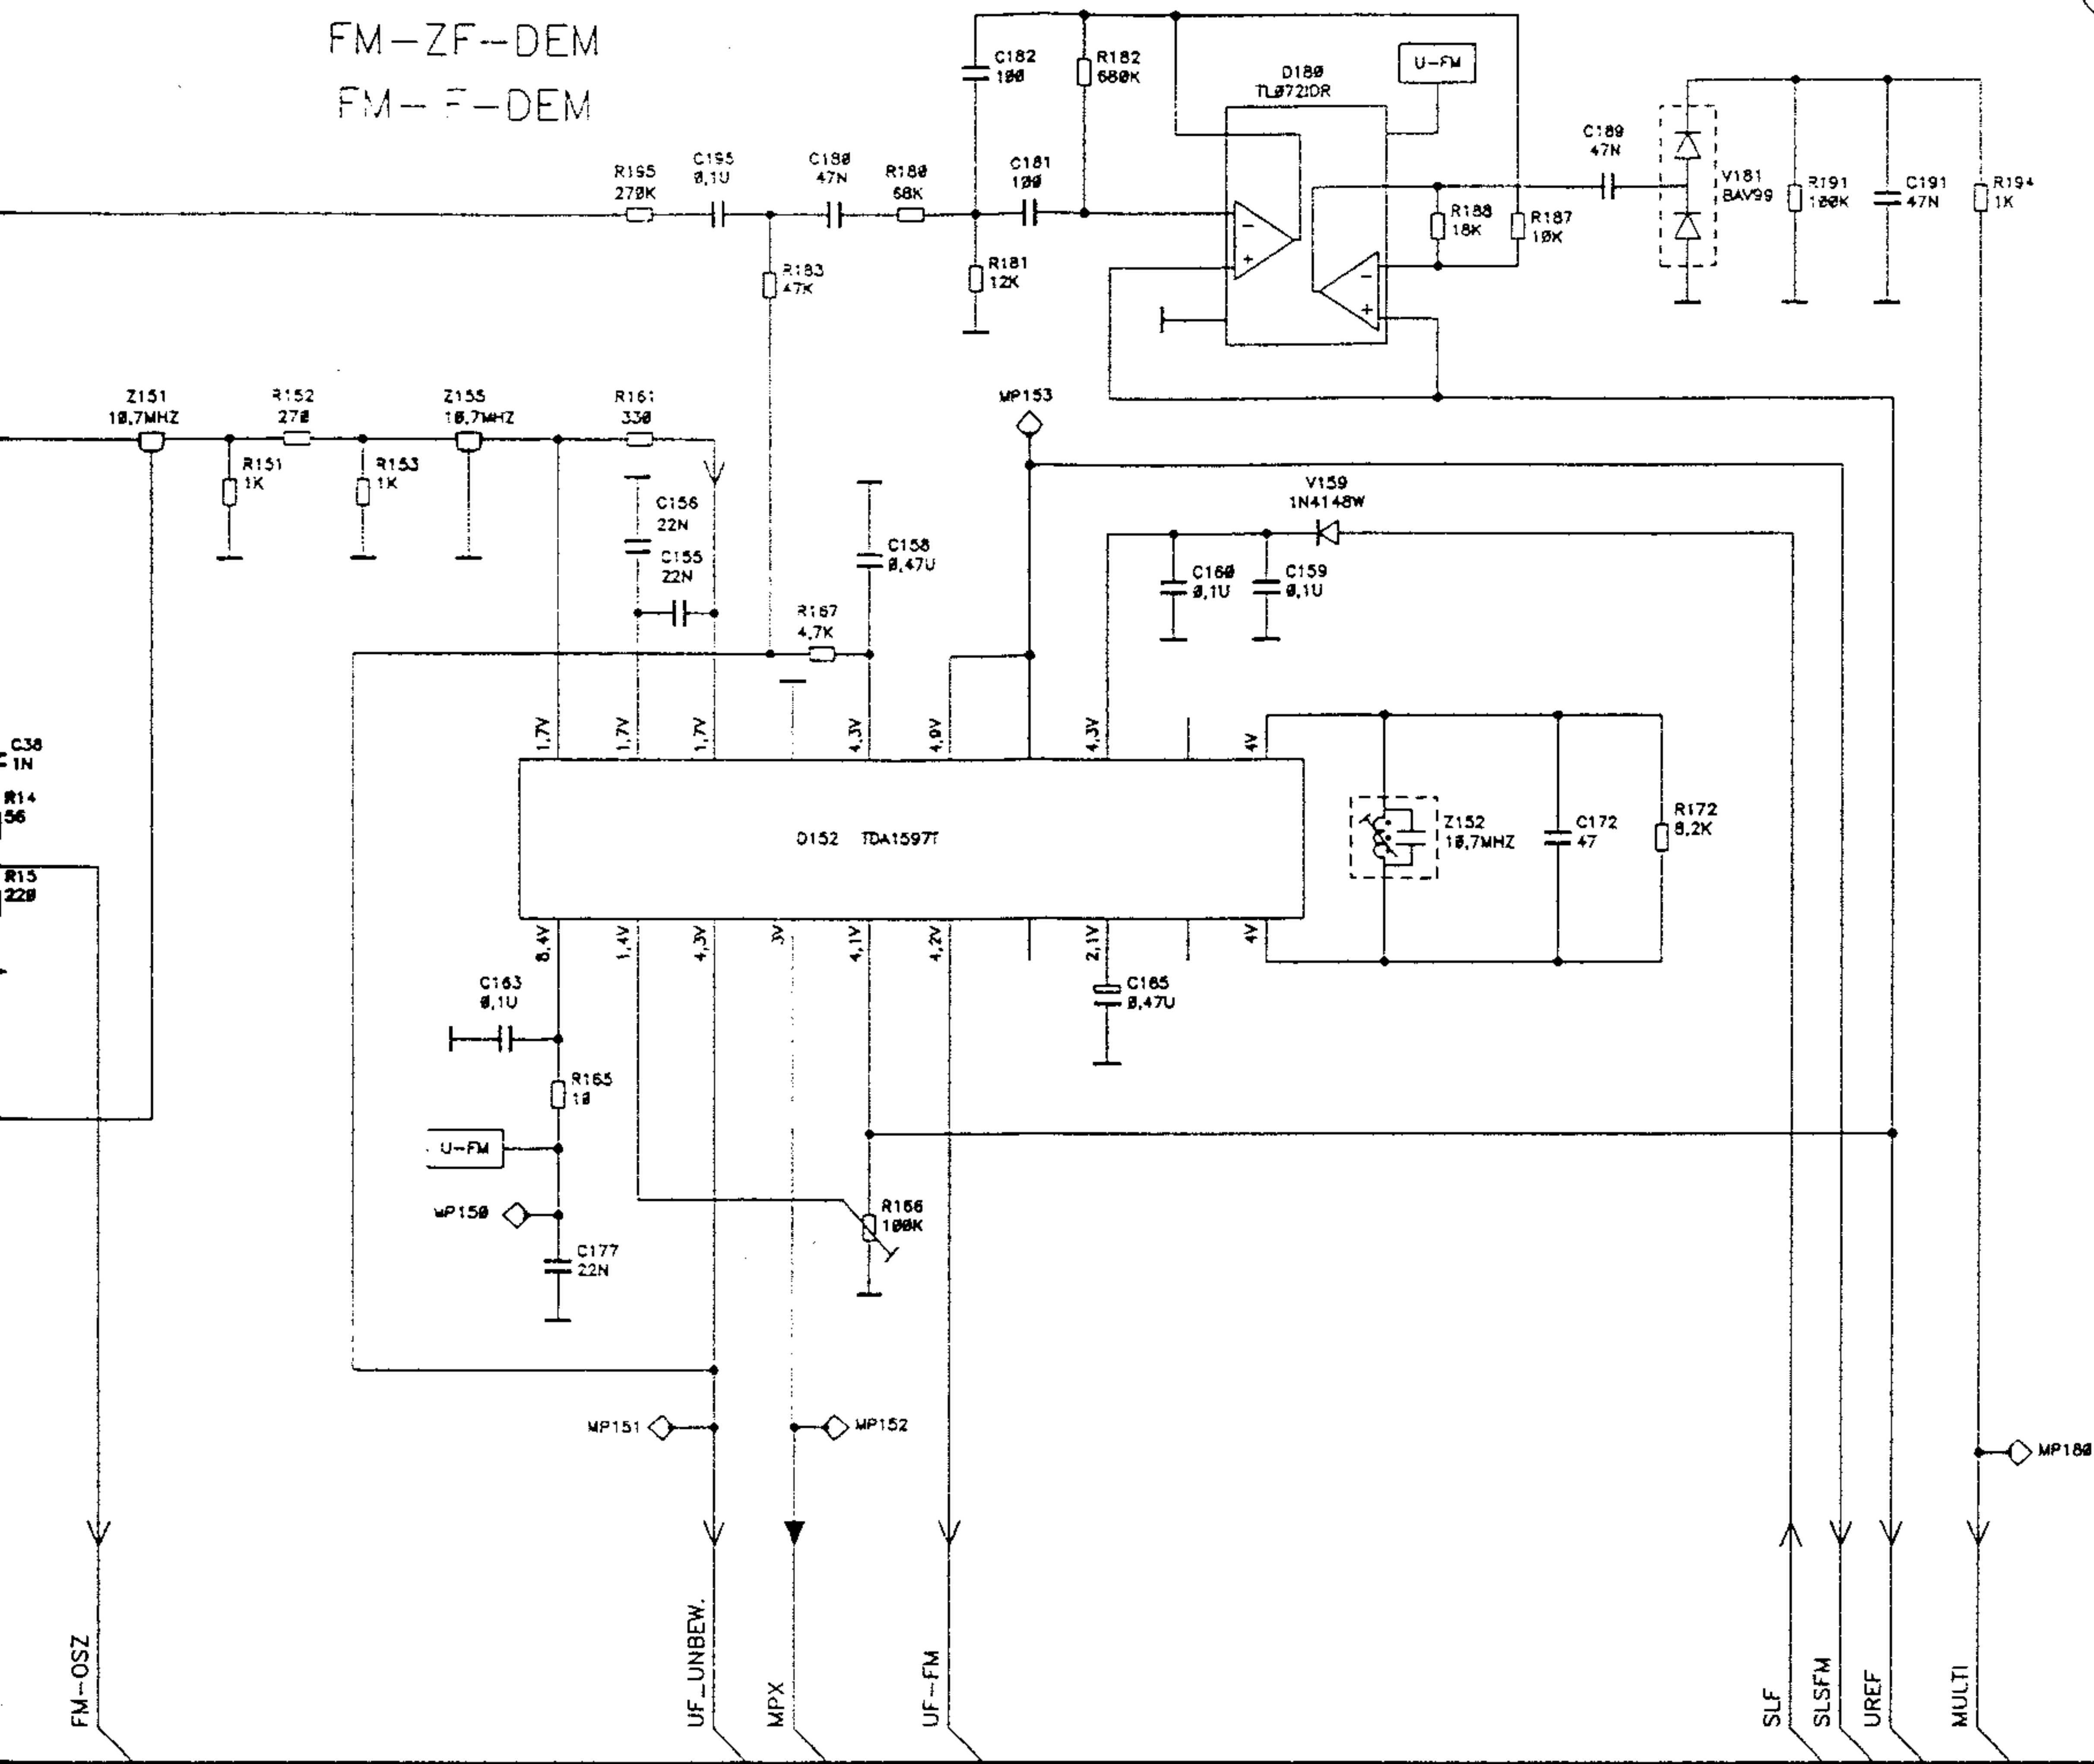 FM-ZF-DEM
FM- F-DEM
C182
100
R182
680K
D180
TL072IDR
U-FM
C189
47N
V181
BAV99
R191
100K
C191
47N
R194
1K
R195
270K
C195
0,1U
C180
47N
R180
68K
C181
100
R188
18K
R187
10K
R183
47K
R181
12K
-
+
-
+
Z151
10,7MHZ
R152
270
Z155
10,7MHZ
R161
330
MP153
R151
1K
R153
1K
C156
22N
C155
22N
C158
0,47U
V159
1N4148W
C160
0,1U
C159
0,1U
R167
4,7K
1,7V
1,7V
1,7V
4,3V
4,9V
4,3V
4V
C38
1N
R14
56
R15
220
D152 TDA1597T
Z152
10,7MHZ
C172
47
R172
8,2K
8,4V
1,4V
4,3V
3V
4,1V
4,2V
2,1V
4V
C163
0,1U
C165
0,47U
R165
10
U-FM
MP150
R166
100K
C177
22N
MP151
MP152
MP180
FM-OSZ
UF_UNBEW.
MPX
UF-FM
SLF
SLSFM
UREF
MULTI